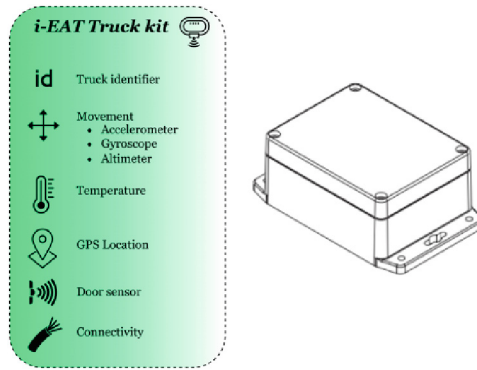 i-EAT Truck kit
id
Truck identifier
Movement
• Accelerometer
• Gyroscope
• Altimeter
Temperature
GPS Location
Door sensor
Connectivity